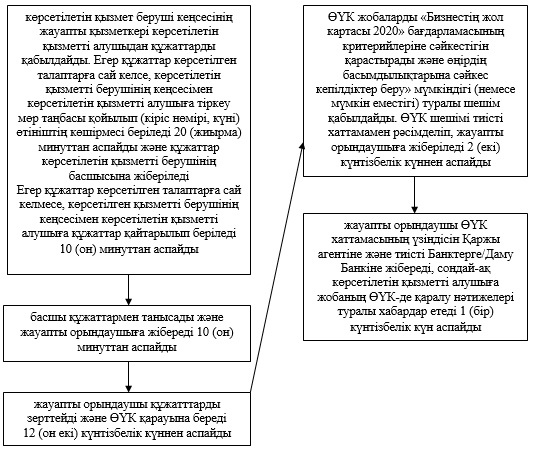 көрсетілетін қызмет беруші кеңсесінің
жауапты қызметкері көрсетілетін
қызметті алушыдан құжаттарды
қабылдайды. Егер құжаттар көрсетілген
талаптарға сай келсе, көрсетілетін
қызметті берушінің кеңсесімен
көрсетілетін қызметті алушыға тіркеу
мөр таңбасы қойылып (кіріс нөмірі, күні)
өтініштің көшірмесі беріледі 20 (жиырма)
минуттан аспайды және құжаттар
көрсетілетін қызметті берушінің
басшысына жіберіледі
Егер құжаттар көрсетілген талаптарға сай
келмесе, көрсетілген қызметті берушінің
кеңсесімен көрсетілетін қызметті
алушыға құжаттар қайтарылып беріледі
10 (он) минуттан аспайды
басшы құжаттармен танысады және
жауапты орындаушыға жібереді 10 (он)
минуттан аспайды
жауапты орындаушы құжатттарды
зерттейді және ӨҮК қарауына береді
12 (он екі) күнтізбелік күннен аспайды
ӨҮК жобаларды «Бизнестің жол
картасы 2020» бағдарламасының
критерийлеріне сәйкестігін
қарастырады және өңірдің
басымдылықтарына сәйкес
кепілдіктер беру» мүмкіндігі (немесе
мүмкін еместігі) туралы шешім
қабылдайды. ӨҮК шешімі тиісті
хаттамамен рәсімделіп, жауапты
орындаушыға жіберіледі 2 (екі)
күнтізбелік күннен аспайды
жауапты орындаушы ӨҮК
хаттамасының үзіндісін Қаржы
агентіне және тиісті Банктерге/Даму
Банкіне жібереді, сондай-ақ
көрсетілетін қызметті алушыға
жобаның ӨҮК-де қаралу нәтижелері
туралы хабардар етеді 1 (бір)
күнтізбелік күн аспайды